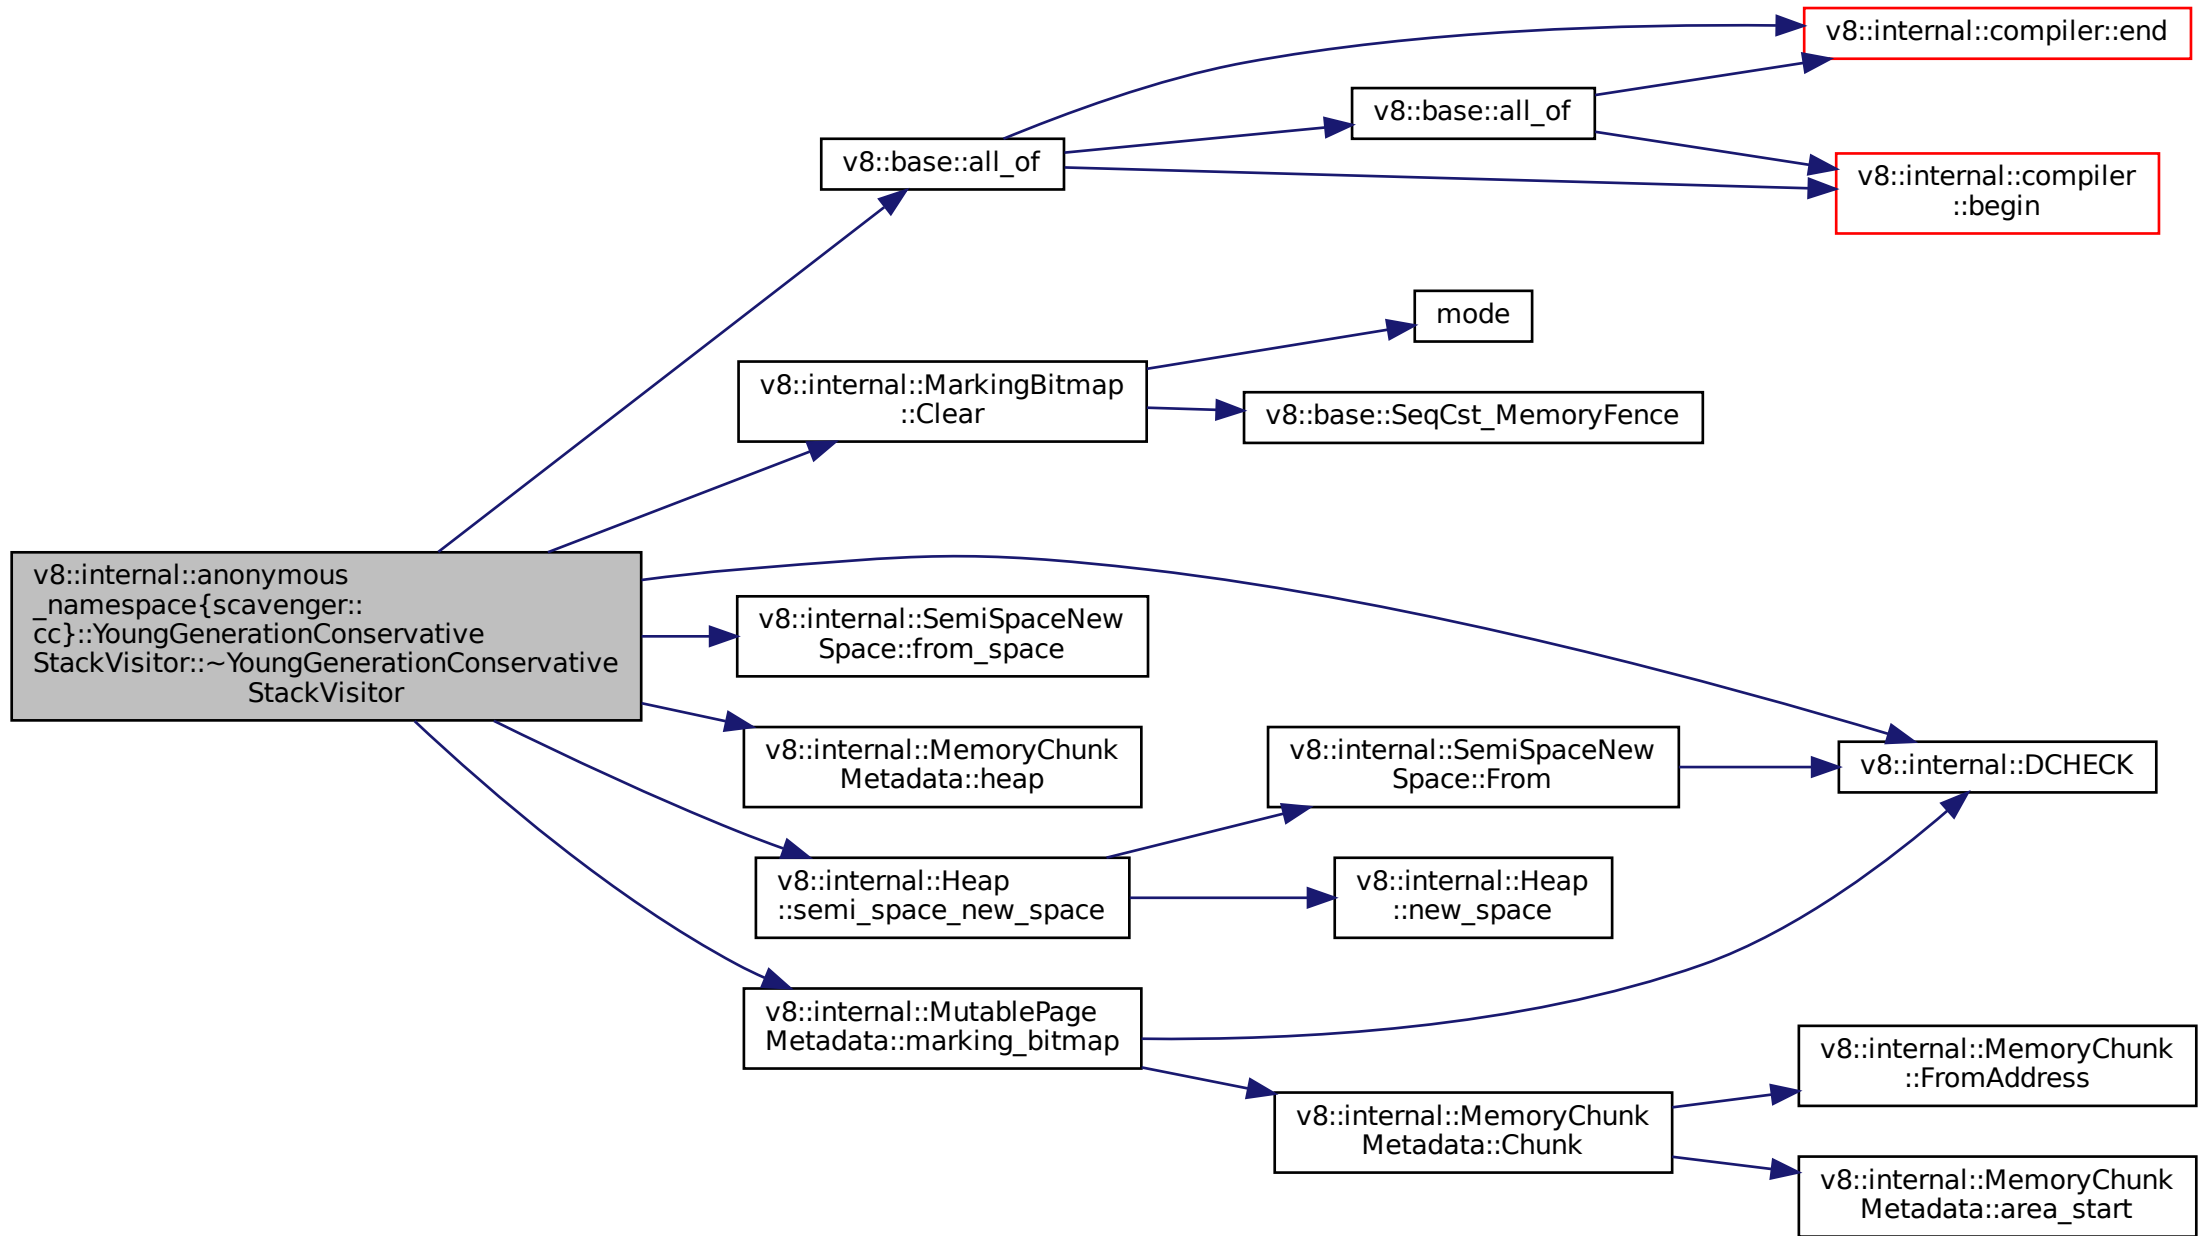 v8::internal::compiler::end
v8::base::all_of
v8::base::all_of
v8::internal::compiler
::begin
mode
v8::internal::MarkingBitmap
::Clear
v8::base::SeqCst_MemoryFence
v8::internal::anonymous
_namespace{scavenger::
cc}::YoungGenerationConservative
StackVisitor::~YoungGenerationConservative
StackVisitor
v8::internal::SemiSpaceNew
Space::from_space
v8::internal::MemoryChunk
Metadata::heap
v8::internal::SemiSpaceNew
Space::From
v8::internal::DCHECK
v8::internal::Heap
::semi_space_new_space
v8::internal::Heap
::new_space
v8::internal::MutablePage
Metadata::marking_bitmap
v8::internal::MemoryChunk
::FromAddress
v8::internal::MemoryChunk
Metadata::Chunk
v8::internal::MemoryChunk
Metadata::area_start